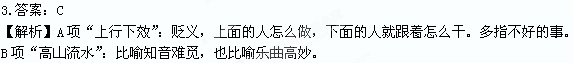 3.答案：C
【解析】A项“上行下效”：贬义，上面的人怎么做，下面的人就跟着怎么干。多指不好的事。
B项“高山流水”：比喻知音难觅，也比喻乐曲高妙。